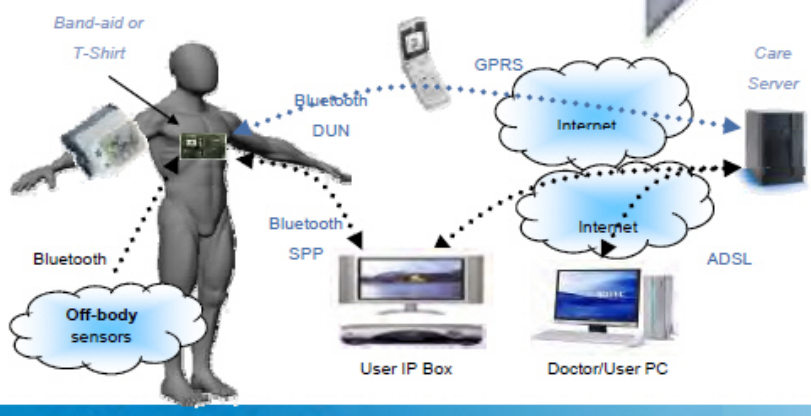 Band-aid or
T-Shirt
GPRS
Care
Server
Bluetooth
DUN
Internet
Bluetooth
SPP
Internet
Bluetooth
ADSL
Off-body
sensors
User IP Box
Doctor/User PC